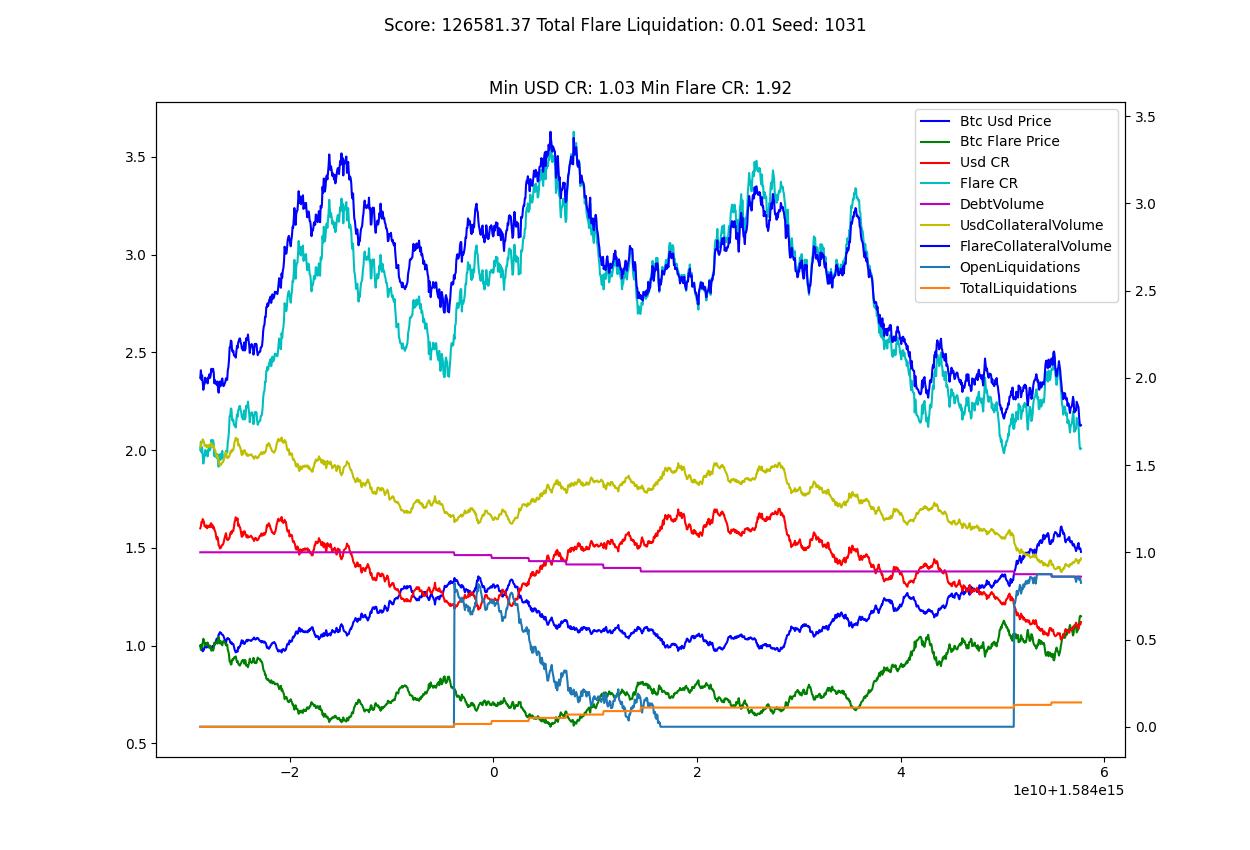 Score: 126581.37 Total Flare Liquidation: 0.01 Seed: 1031
Min USD CR: 1.03 Min Flare CR: 1.92
Btc Usd Price
Btc Flare Price
Usd CR
Flare CR
DebtVolume
UsdCollateralVolume
FlareCollateralVolume
OpenLiquidations
TotalLiquidations
3.5
3.0
2.5
2.0
1.5
1.0
0.5
3.5
3.0
2.5
2.0
1.5
1.0
0.5
0.0
−2 0 2 4 6
1e10+1.584e15